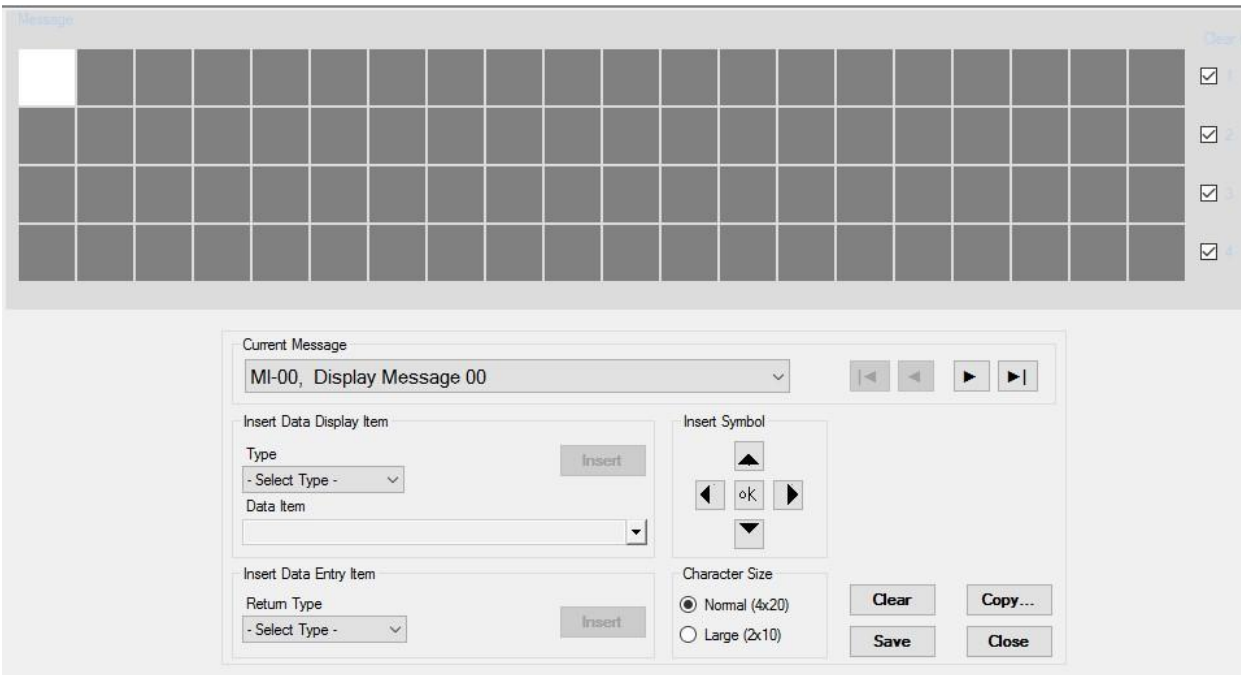 Message
Clear
1
2
3
4
Current Message
MI-00, Display Message 00
Insert Data Display Item
Type
Insert
- Select Type -
Data Item
Insert Symbol
oK
Insert Data Entry Item
Return Type
Insert
- Select Type -
Character Size
Normal (4x20)
Large (2x10)
Clear
Copy...
Save
Close